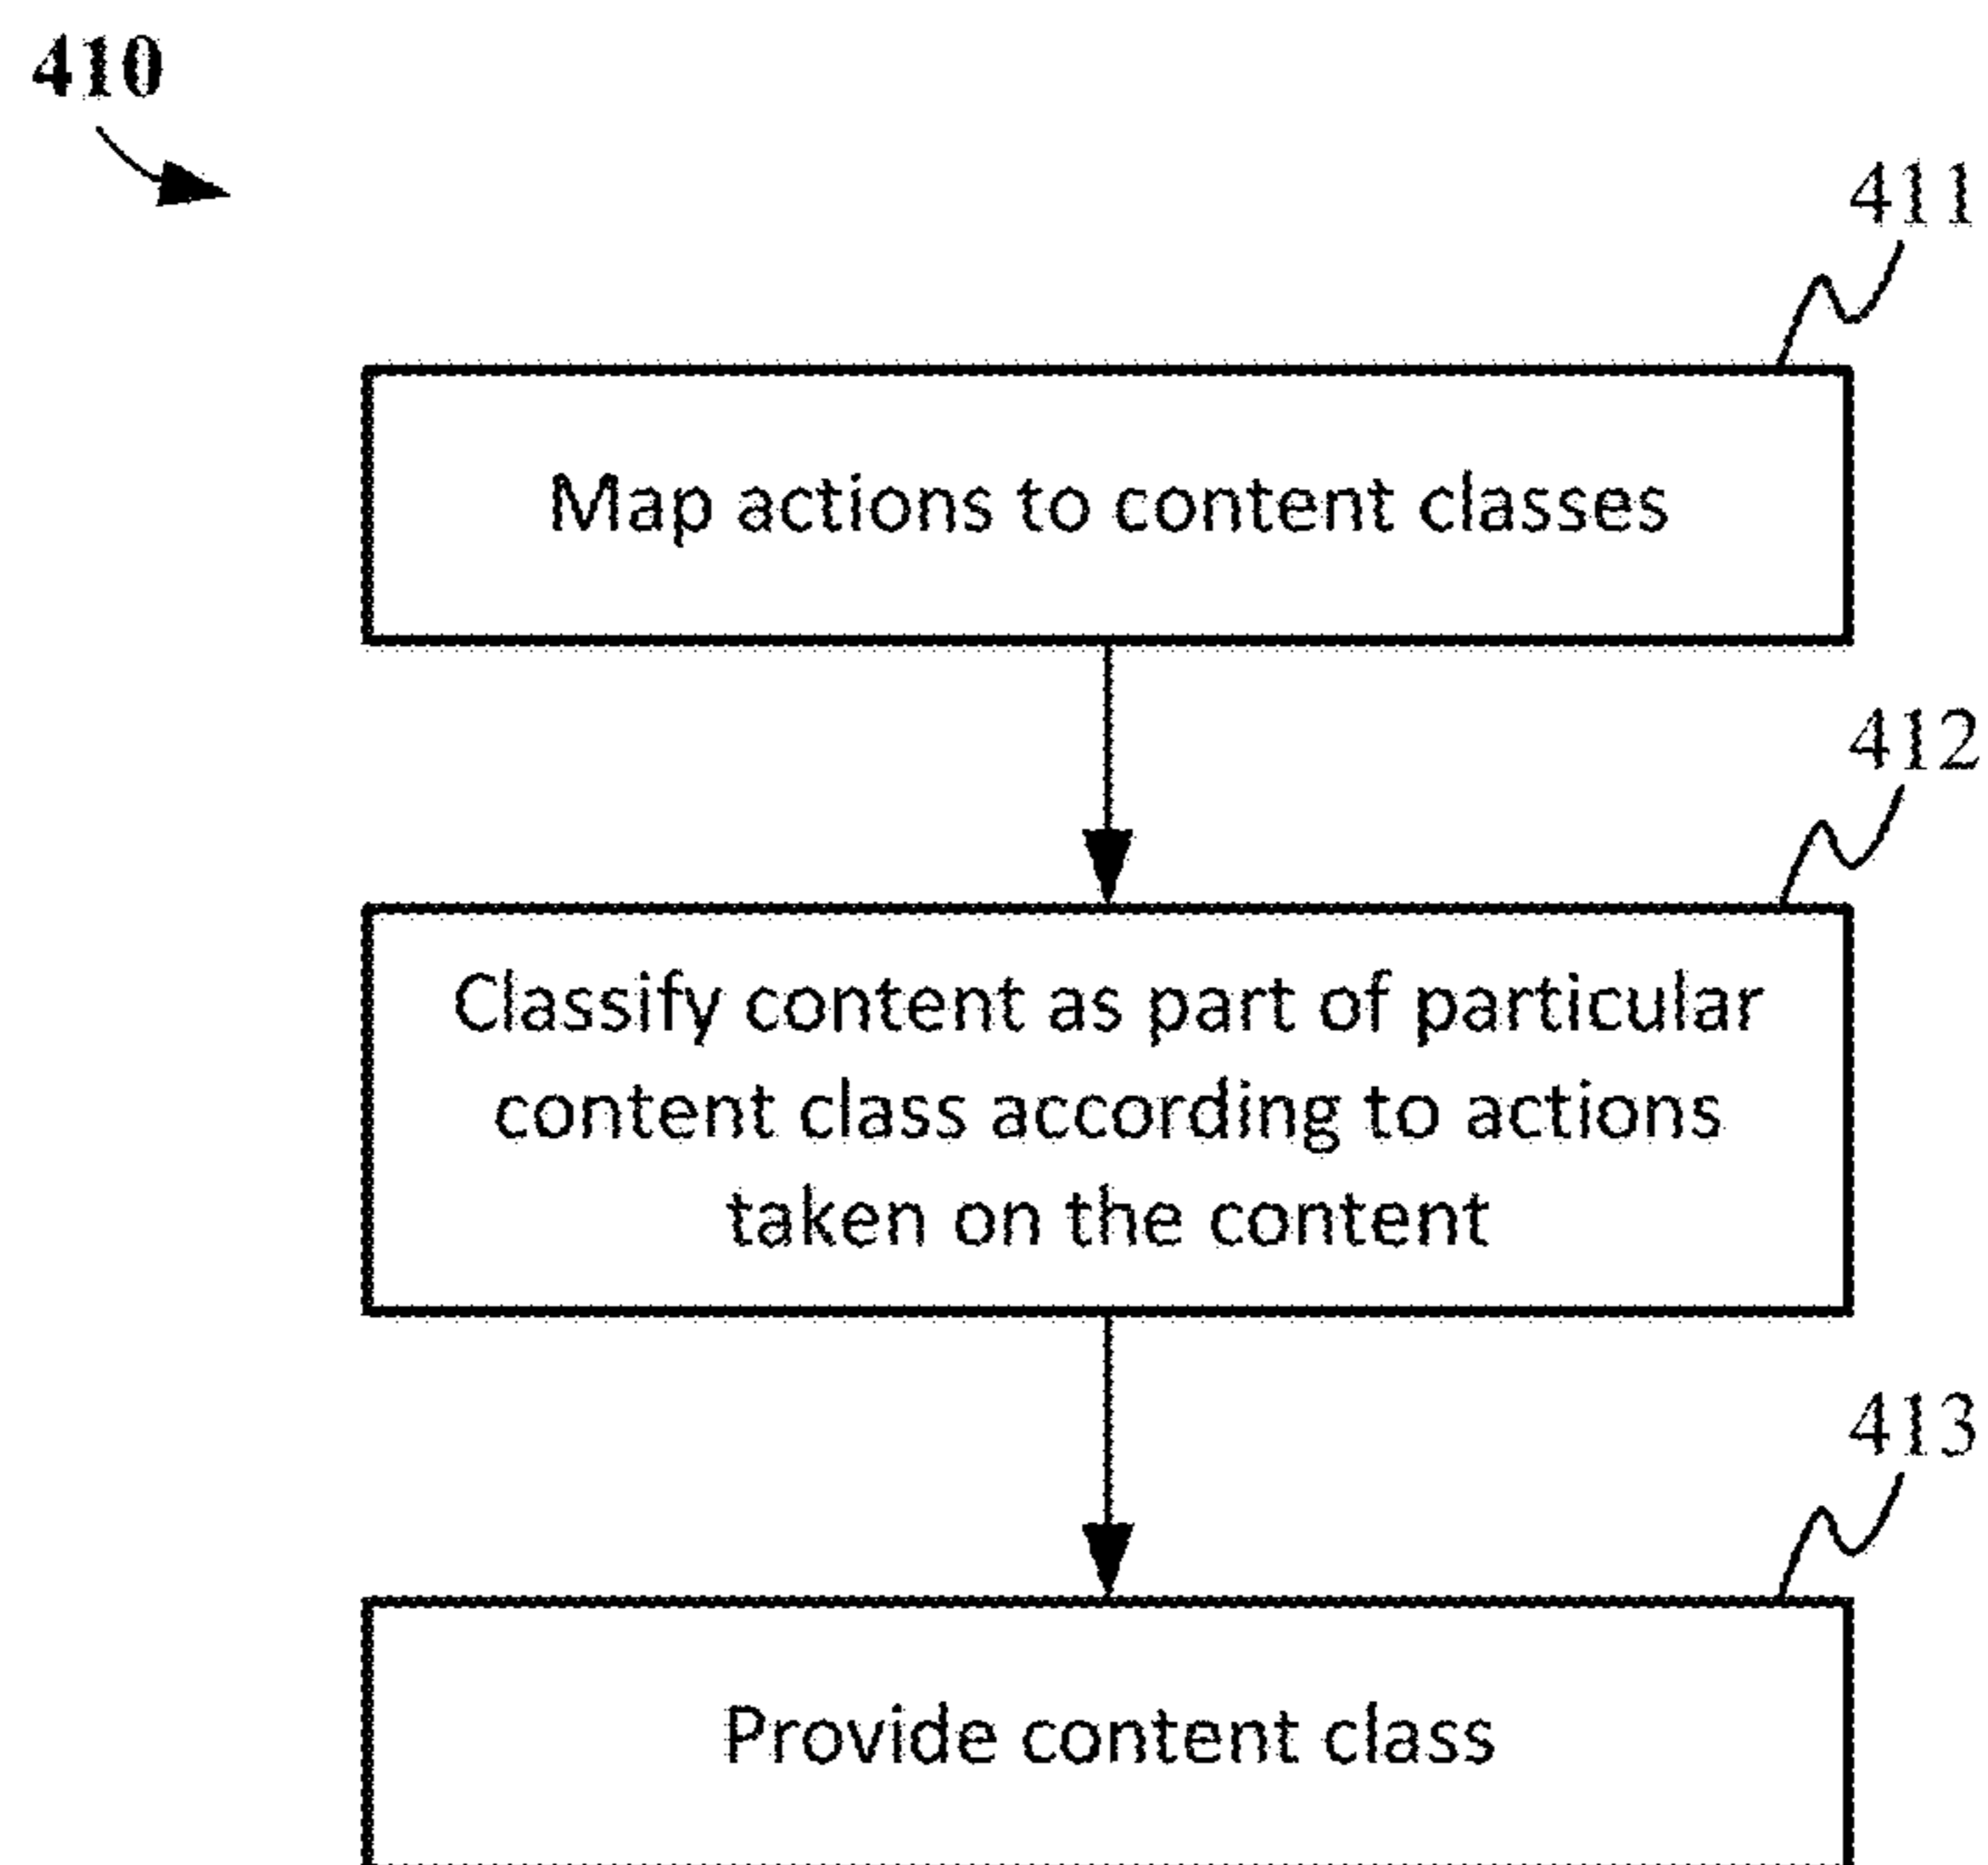 410
411
Map actions to content classes
412
Classify content as part of particular
content class according to actions
taken on the content
413
Provide content class